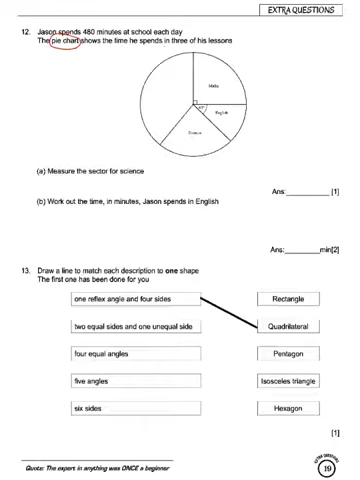 EXTRA QUESTIONS
12. Jason spends 480 minutes at school each day
The pie chart shows the time he spends in three of his lessons
Maths
English
Science
(a) Measure the sector for science
Ans:__________ [1]
(b) Work out the time, in minutes, Jason spends in English
Ans:________min[2]
13. Draw a line to match each description to one shape
The first one has been done for you
one reflex angle and four sides
Rectangle
two equal sides and one unequal side
Quadrilateral
four equal angles
Pentagon
five angles
Isosceles triangle
six sides
Hexagon
[1]
Quote: The expert in anything was ONCE a beginner
EXTRA QUESTIONS
19